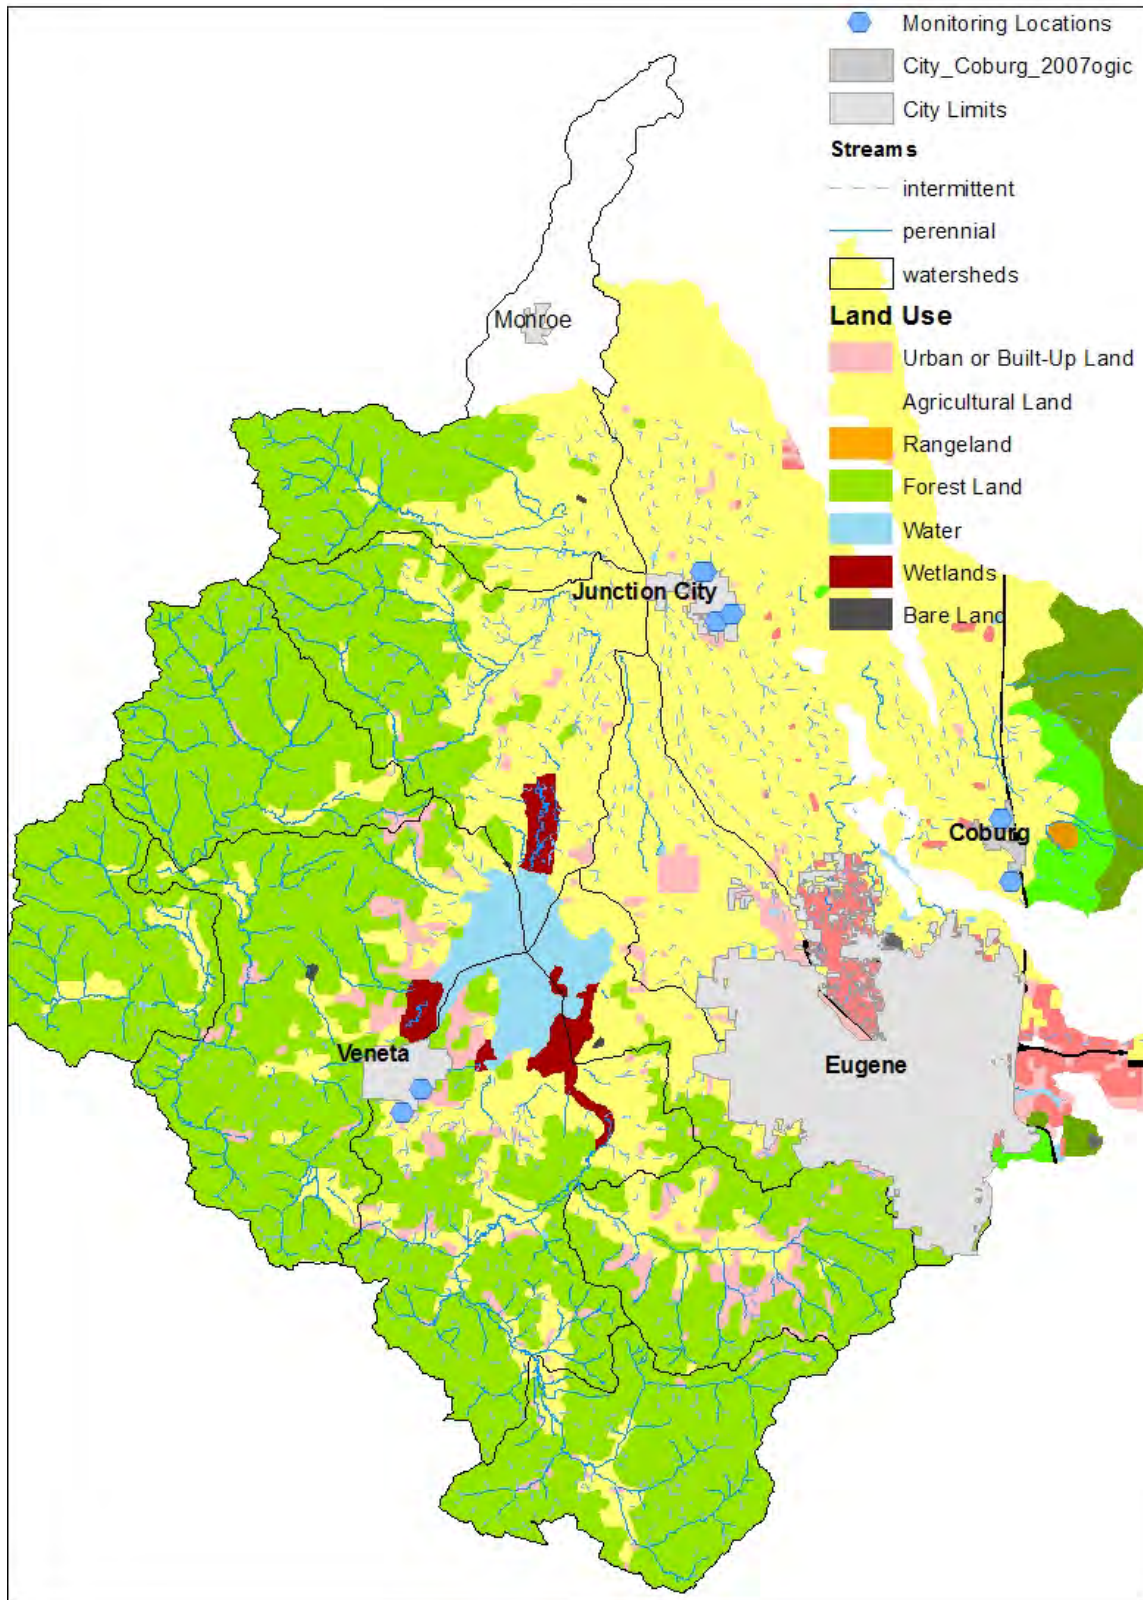 Monitoring Locations
City_Coburg_2007ogic
City Limits
Streams
intermittent
perennial
watersheds
Land Use
Urban or Built-Up Land
Agricultural Land
Rangeland
Forest Land
Water
Wetlands
Bare Land
Monroe
Junction City
Coburg
Veneta
Eugene